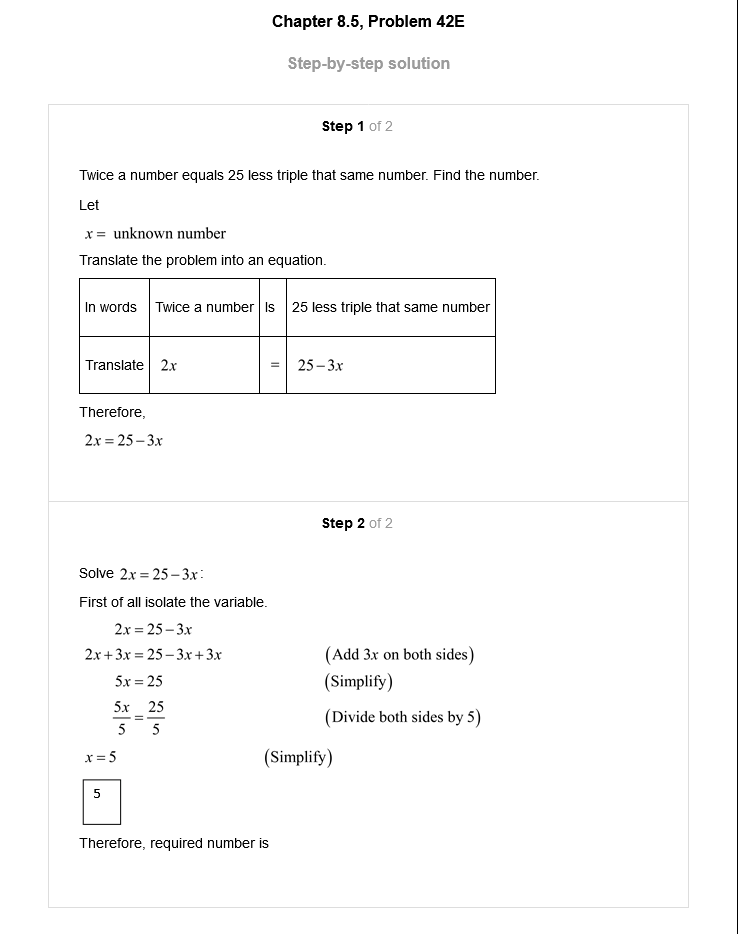 Chapter 8.5, Problem 42E
Step-by-step solution
Step 1 of 2
Twice a number equals 25 less triple that same number. Find the number.
Let
x = unknown number
Translate the problem into an equation.
In words Twice a number Is 25 less triple that same number
Translate 2x = 25 − 3x
Therefore,
2x = 25 − 3x
Step 2 of 2
Solve 2x = 25 − 3x:
First of all isolate the variable.
2x = 25 − 3x
2x + 3x = 25 − 3x + 3x (Add 3x on both sides)
5x = 25 (Simplify)
5x/5 = 25/5 (Divide both sides by 5)
x = 5 (Simplify)
5
Therefore, required number is